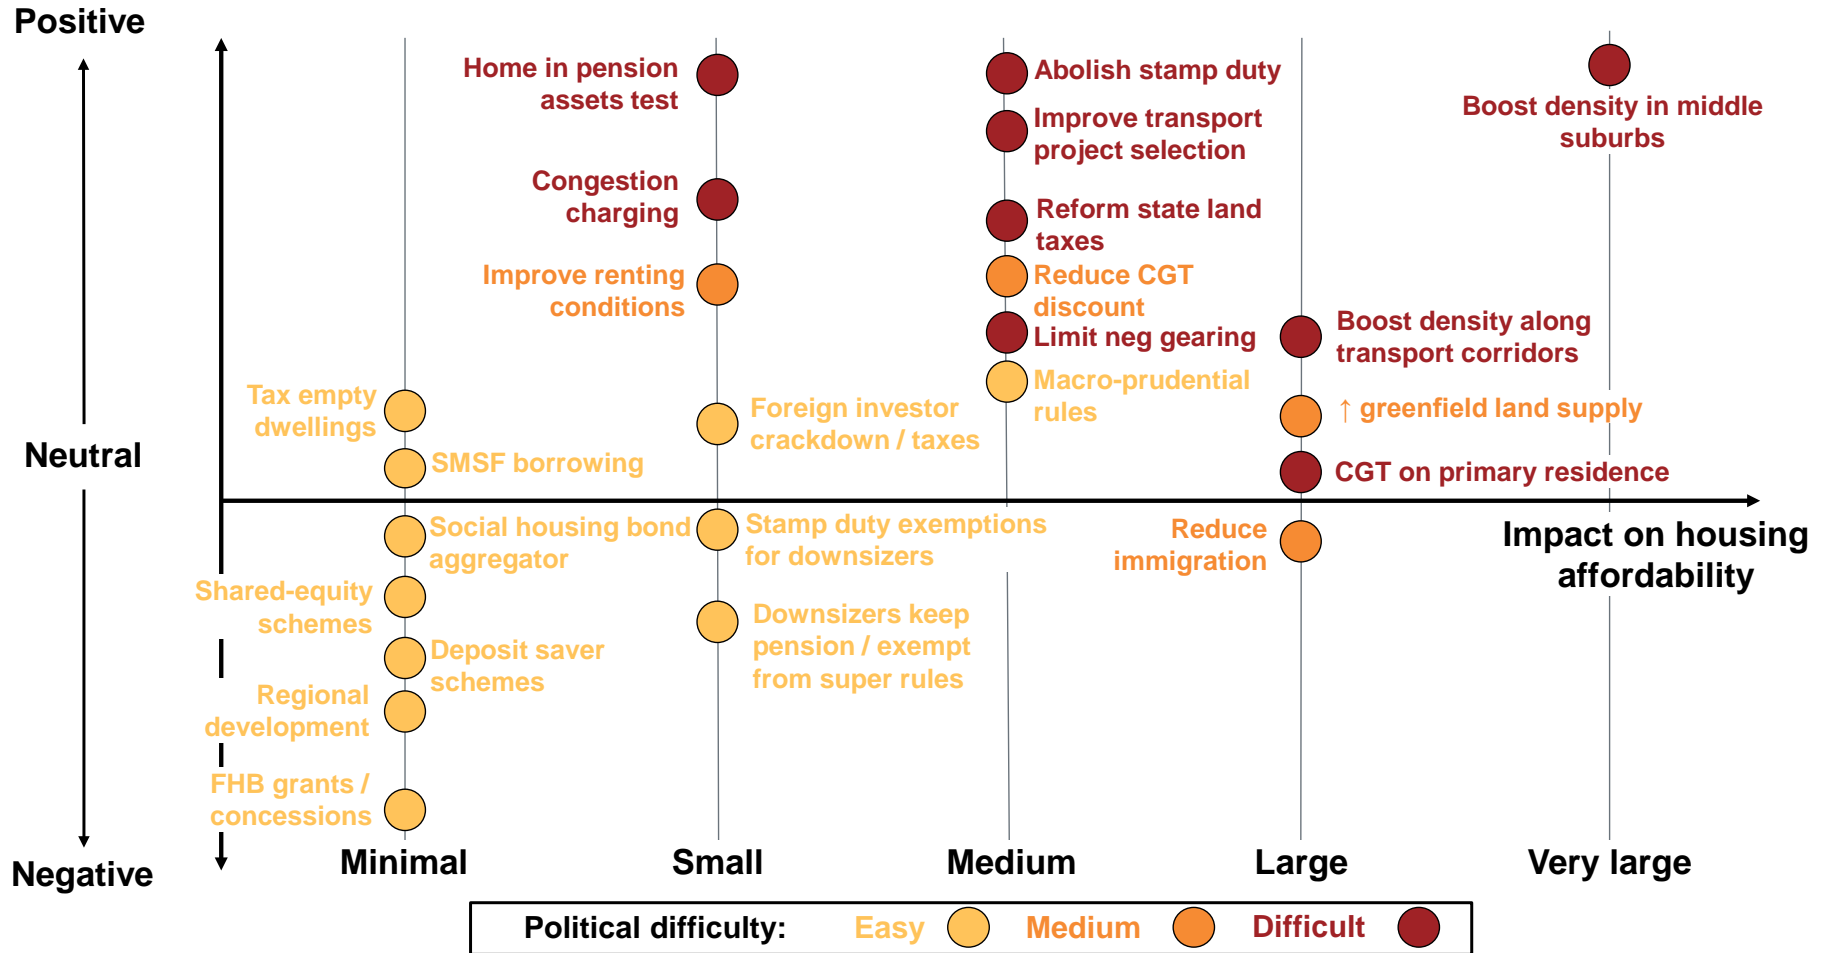 Positive
Neutral
Negative
Home in pension
assets test
Congestion
charging
Improve renting
conditions
Tax empty
dwellings
SMSF borrowing
Foreign investor
crackdown / taxes
Abolish stamp duty
Improve transport
project selection
Reform state land
taxes
Reduce CGT
discount
Limit neg gearing
Macro-prudential
rules
Boost density in middle
suburbs
Boost density along
transport corridors
↑ greenfield land supply
CGT on primary residence
Social housing bond
aggregator
Shared-equity
schemes
Deposit saver
schemes
Regional
development
FHB grants /
concessions
Stamp duty exemptions
for downsizers
Downsizers keep
pension / exempt
from super rules
Reduce
immigration
Impact on housing
affordability
Minimal
Small
Medium
Large
Very large
Political difficulty:
Easy
Medium
Difficult